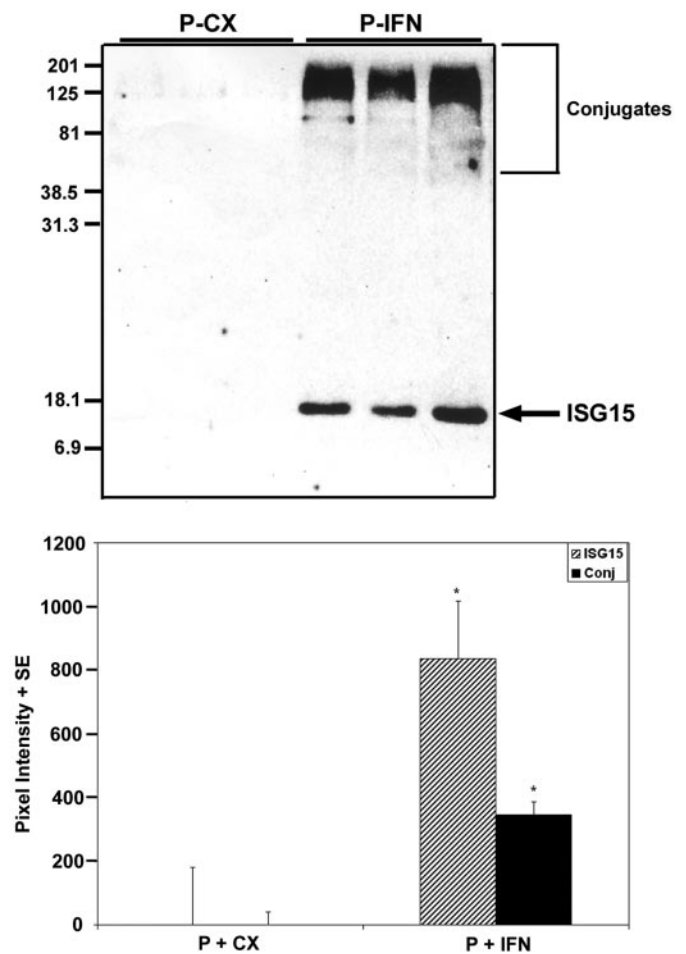 P-CX P-IFN
201
125
81
38.5
31.3
18.1
6.9
Conjugates
ISG15
1200
1000
800
600
400
200
0
Pixel Intensity + SE
ISG15
Conj
*
*
P + CX P + IFN